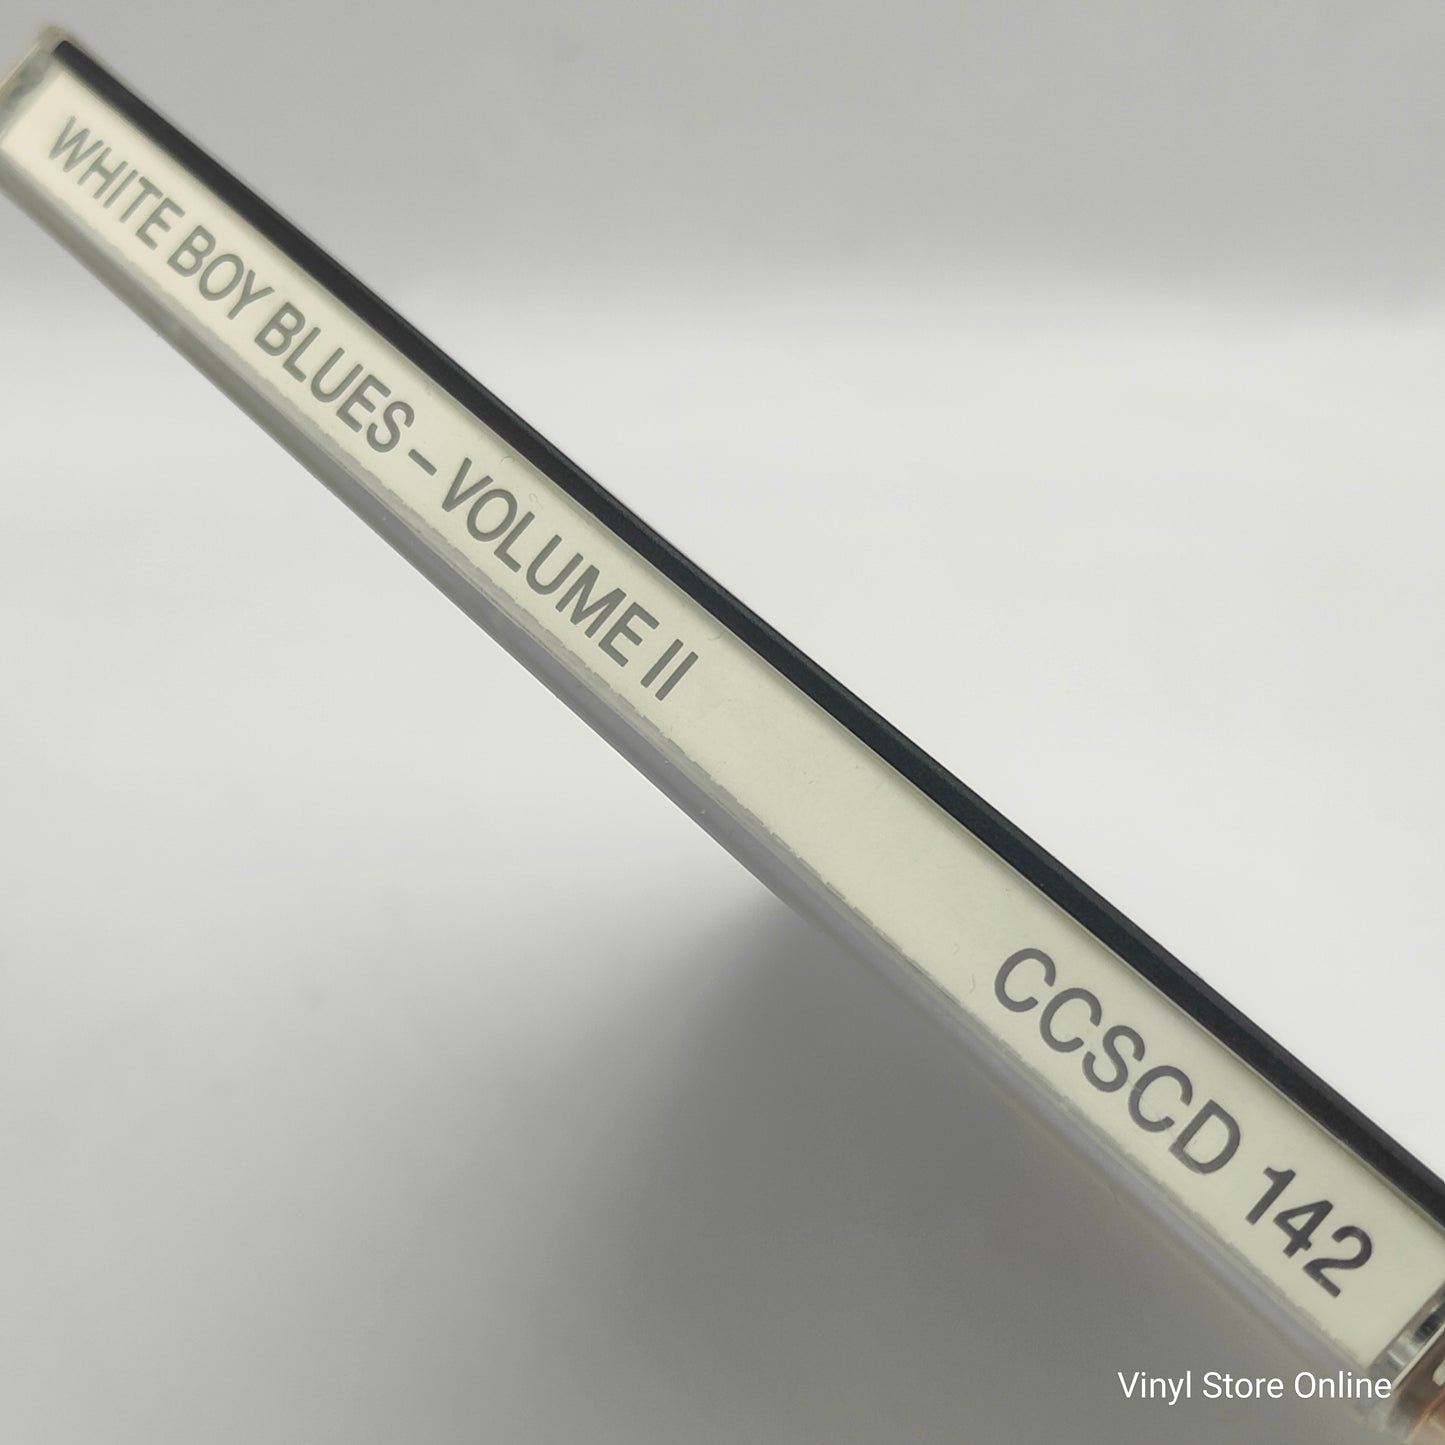 WHITE BOY BLUES – VOLUME II
CCSCD 142
Vinyl Store Online